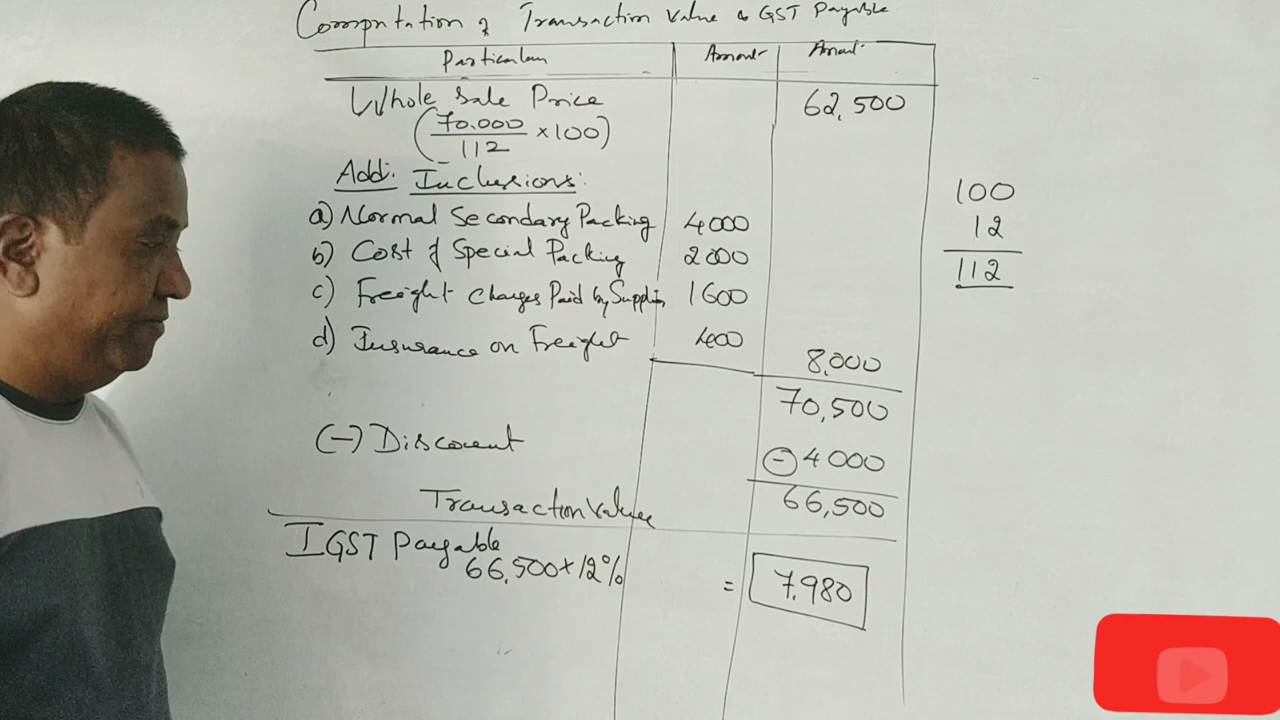 Computation of Transaction Value & GST Payable
Particulars Amount Amount
Whole Sale Price 62,500
(70.000 / 112 × 100)
Add: Inclusions:
a) Normal Secondary Packing 4000
b) Cost of Special Packing 2000
c) Freight Charges Paid by Supplier 1600
d) Insurance on Freight 400
8,000
70,500
(-) Discount (-) 4000
Transaction Value 66,500
IGST Payable
66,500 × 12% = 7,980
100
12
112